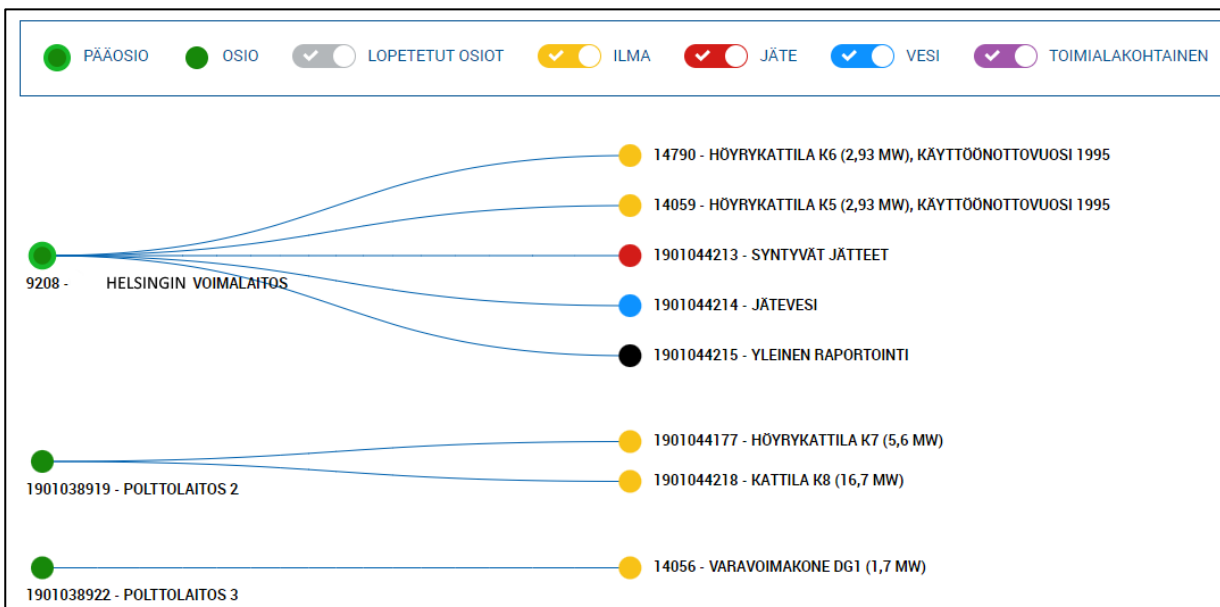 PÄÄOSIO OSIO LOPETETUT OSIOT ILMA JÄTE VESI TOIMIALAKOHTAINEN
14790 - HÖYRYKATTILA K6 (2,93 MW), KÄYTTÖÖNOTTOVUOSI 1995
14059 - HÖYRYKATTILA K5 (2,93 MW), KÄYTTÖÖNOTTOVUOSI 1995
1901044213 - SYNTYVÄT JÄTTEET
9208 - HELSINGIN VOIMALAITOS
1901044214 - JÄTEVESI
1901044215 - YLEINEN RAPORTOINTI
1901044177 - HÖYRYKATTILA K7 (5,6 MW)
1901044218 - KATTILA K8 (16,7 MW)
1901038919 - POLTTOLAITOS 2
14056 - VARAVOIMAKONE DG1 (1,7 MW)
1901038922 - POLTTOLAITOS 3